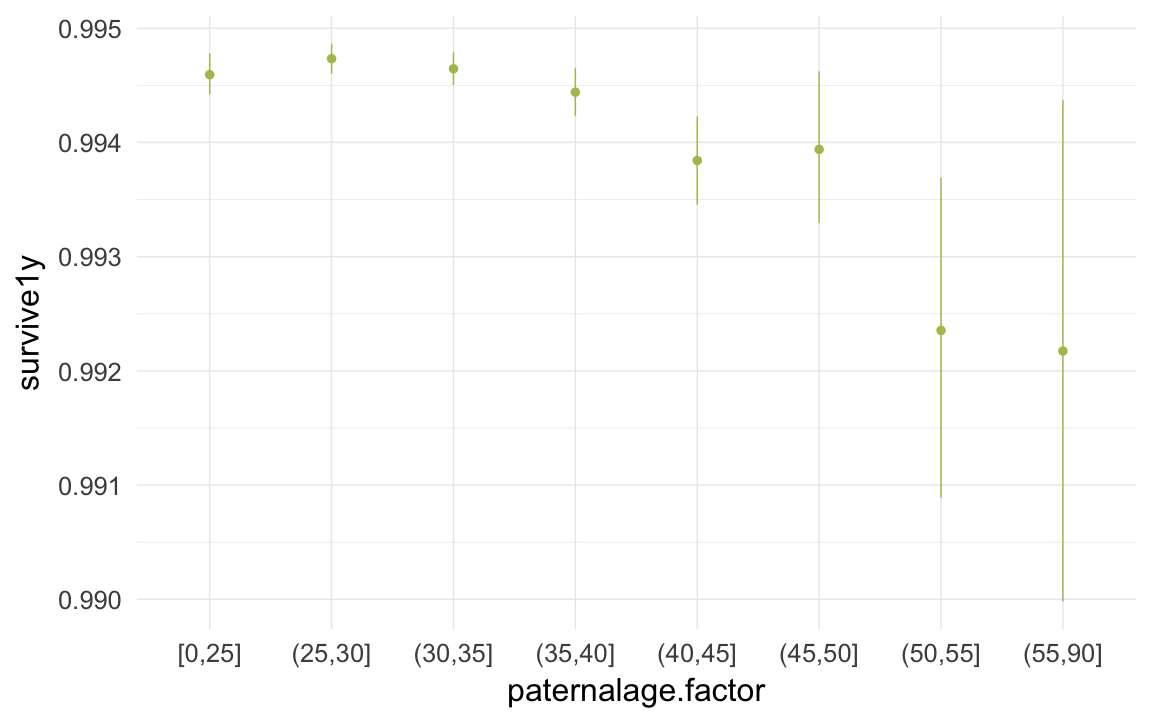 0.995
0.994
0.993
0.992
0.991
0.990
survive1y
[0,25] (25,30] (30,35] (35,40] (40,45] (45,50] (50,55] (55,90]
paternalage.factor